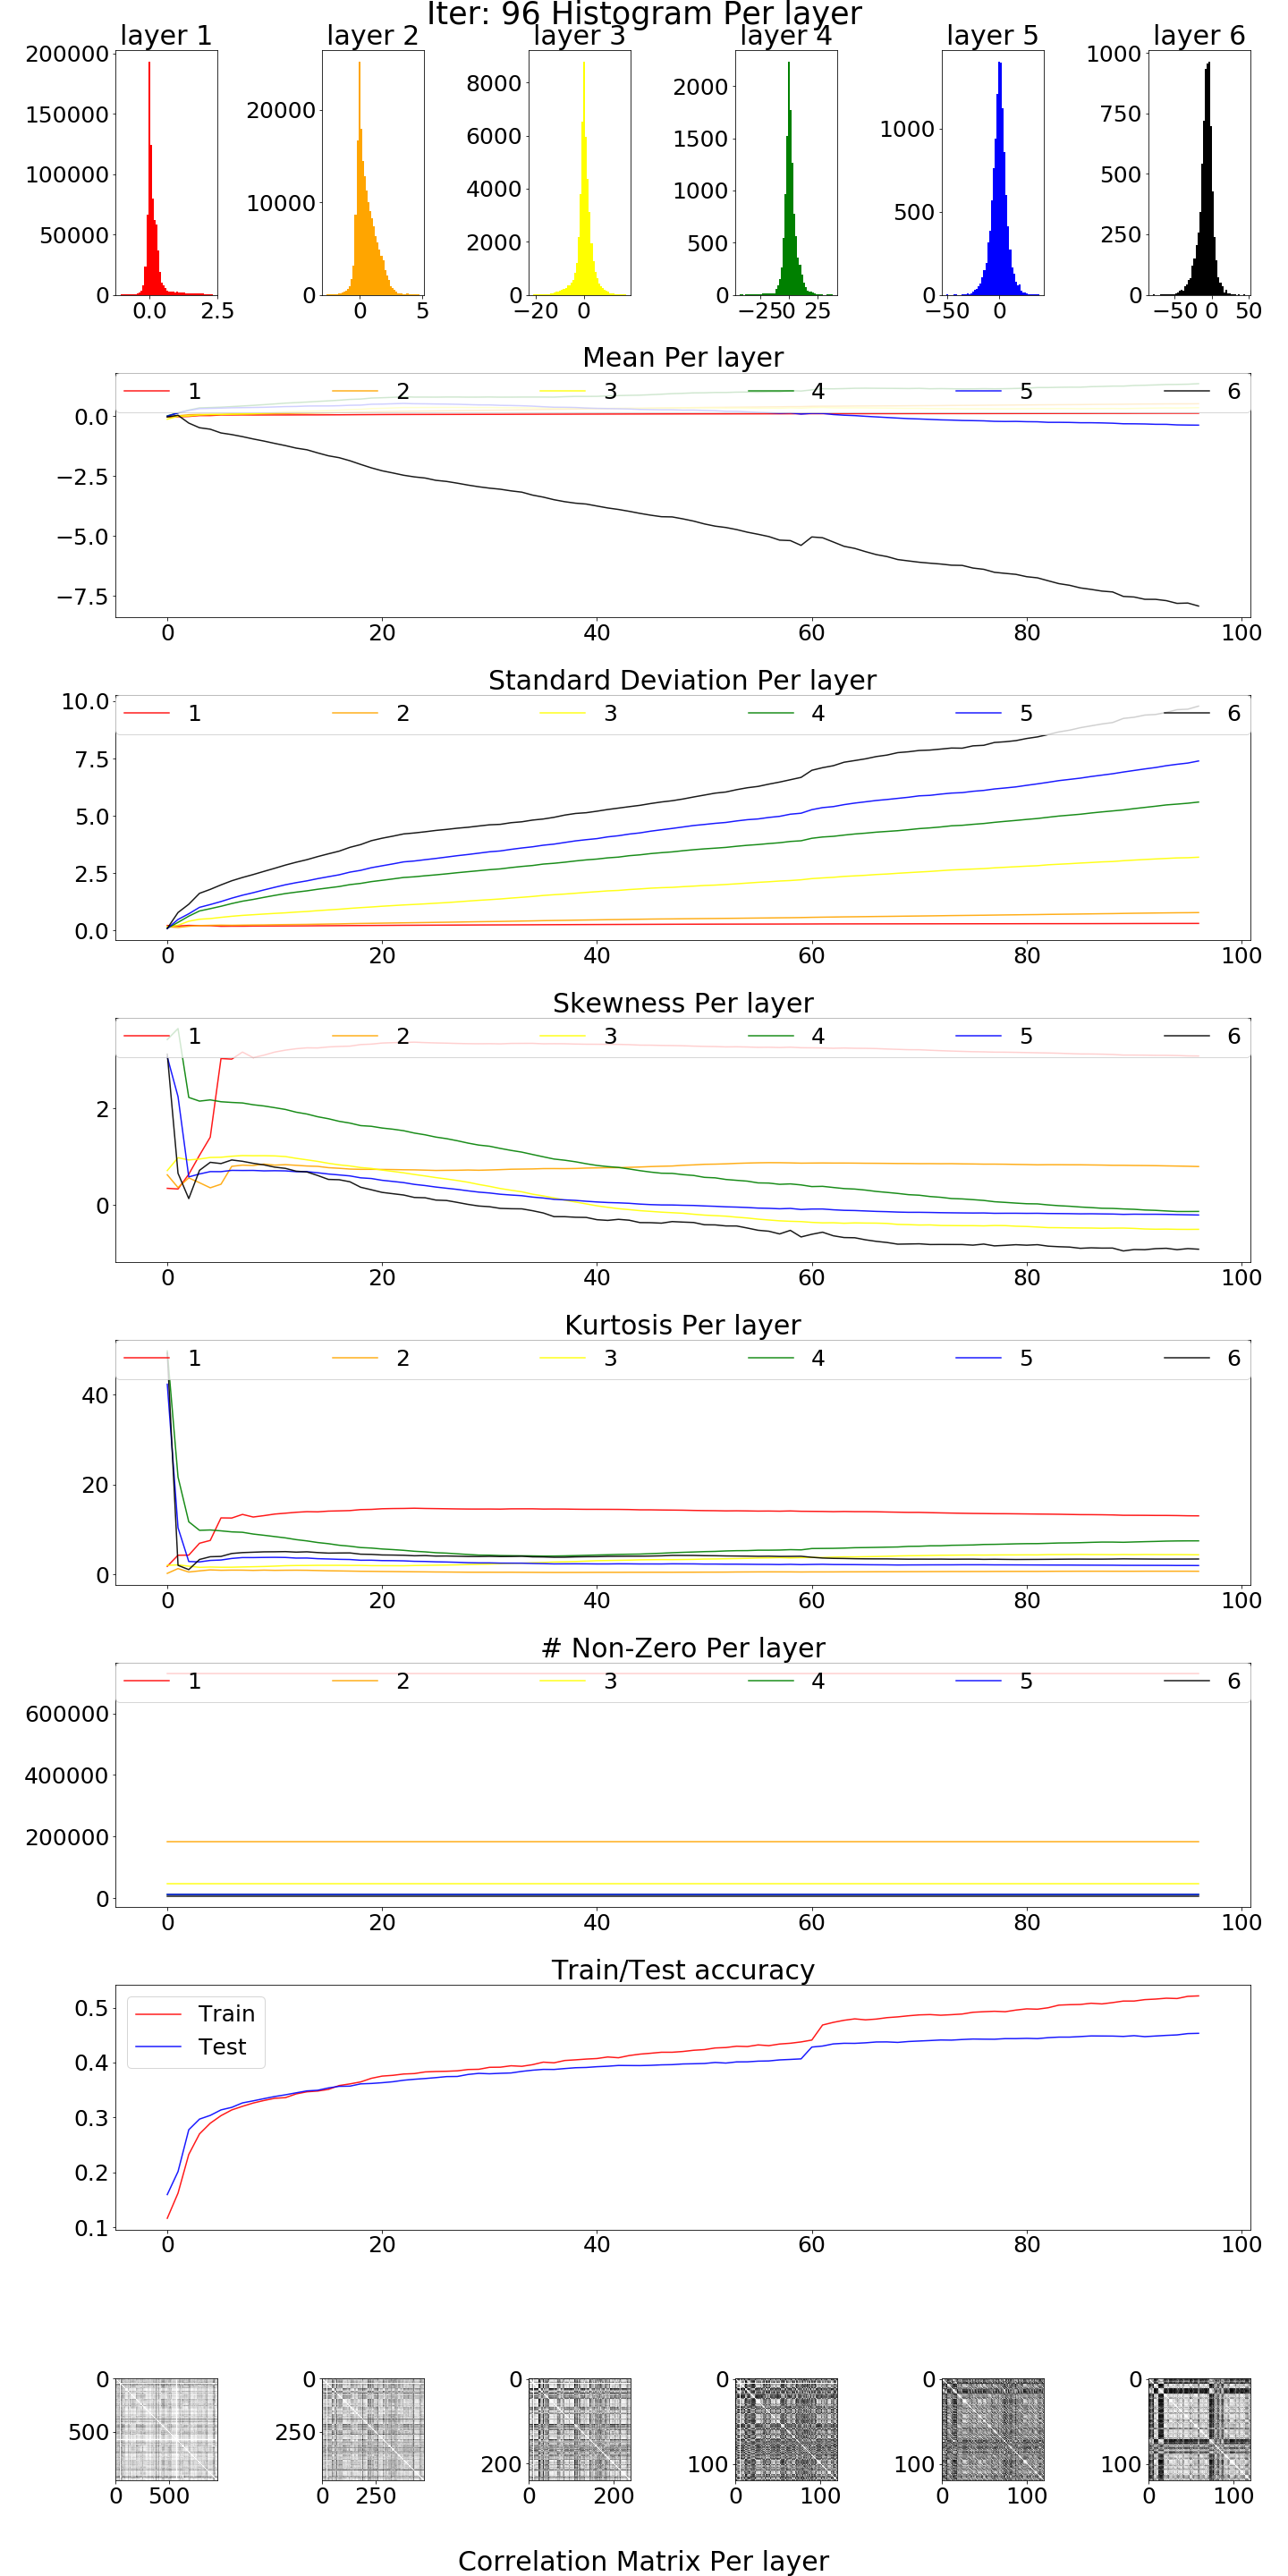 Iter: 96 Histogram Per layer
layer 1 layer 2 layer 3 layer 4 layer 5 layer 6
200000 150000 100000 50000 0 0.0 2.5
20000 10000 0 0 5
8000 6000 4000 2000 0 −20 0
2000 1500 1000 500 0 −25 0 25
1000 500 0 −50 0
1000 750 500 250 0 −50 0 50
Mean Per layer
1 2 3 4 5 6
0.0
−2.5
−5.0
−7.5
0 20 40 60 80 100
Standard Deviation Per layer
1 2 3 4 5 6
10.0
7.5
5.0
2.5
0.0
0 20 40 60 80 100
Skewness Per layer
1 2 3 4 5 6
2
0
0 20 40 60 80 100
Kurtosis Per layer
1 2 3 4 5 6
40
20
0
0 20 40 60 80 100
# Non-Zero Per layer
1 2 3 4 5 6
600000
400000
200000
0
0 20 40 60 80 100
Train/Test accuracy
Train
Test
0.5
0.4
0.3
0.2
0.1
0 20 40 60 80 100
0 500 0 500
0 250 0 250
0 200 0 200
0 100 0 100
0 100 0 100
0 100 0 100
Correlation Matrix Per layer